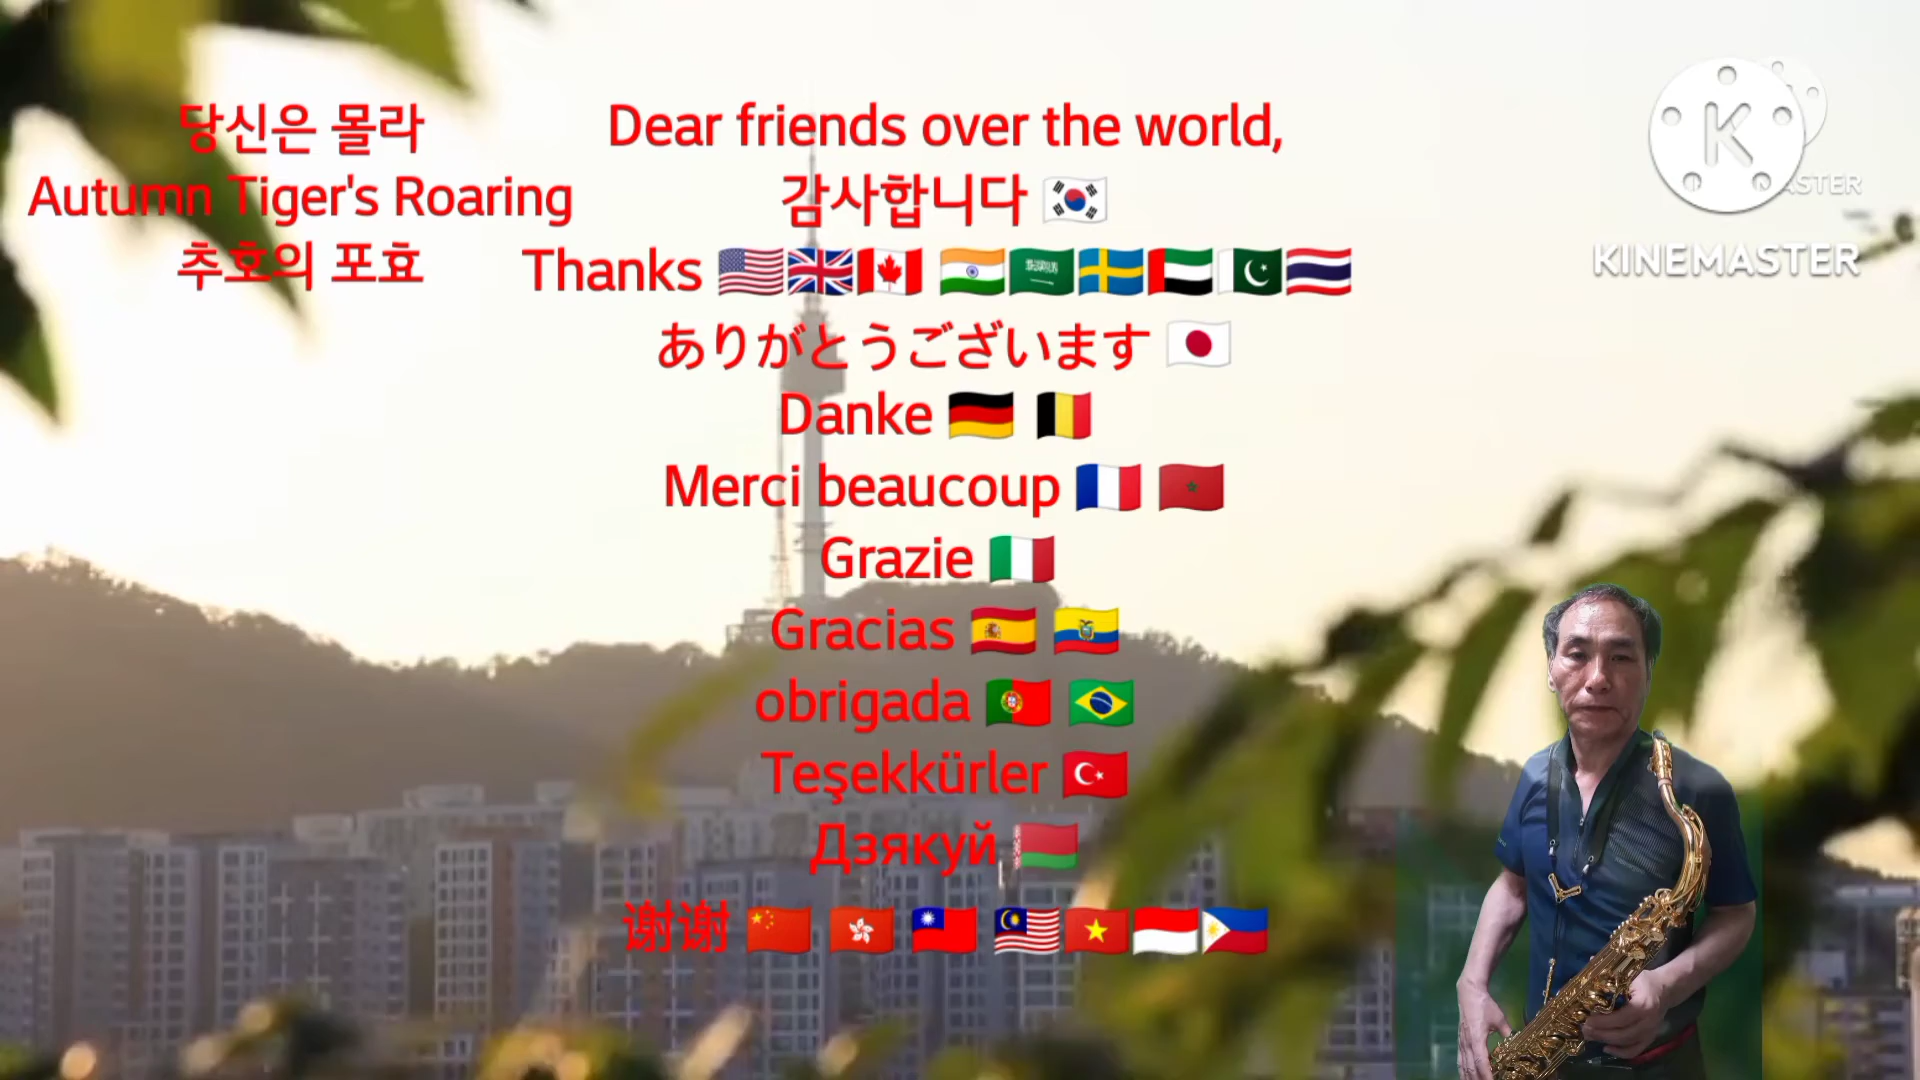 당신은 몰라
Autumn Tiger's Roaring
추호의 포효
Dear friends over the world,
감사합니다 🇰🇷
Thanks 🇺🇸🇬🇧🇨🇦 🇮🇳🇸🇦🇸🇪🇦🇪🇵🇰🇹🇭
ありがとうございます 🇯🇵
Danke 🇩🇪 🇧🇪
Merci beaucoup 🇫🇷 🇲🇦
Grazie 🇮🇹
Gracias 🇪🇸 🇪🇨
obrigada 🇵🇹 🇧🇷
Teşekkürler 🇹🇷
Дзякуй 🇧🇾
谢谢 🇨🇳 🇭🇰 🇹🇼 🇲🇾🇻🇳🇮🇩🇵🇭
K
KINEMASTER